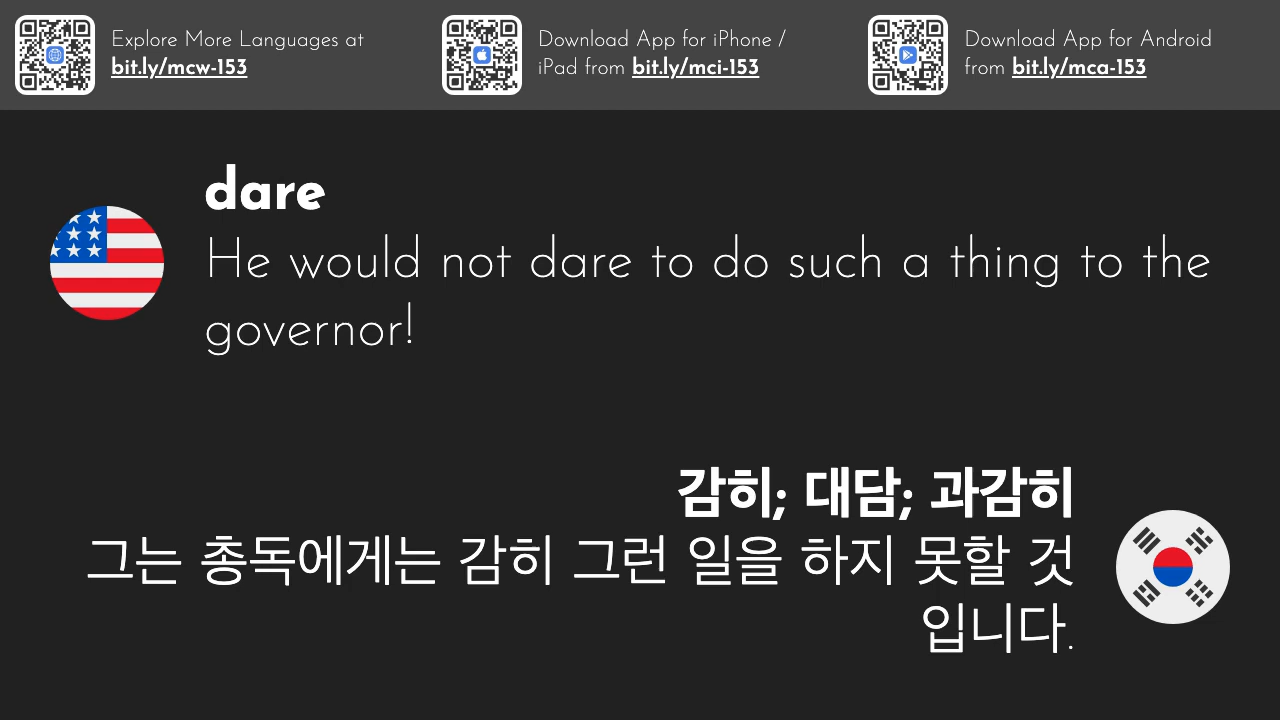 Explore More Languages at
bit.ly/mcw-153
Download App for iPhone /
iPad from bit.ly/mci-153
Download App for Android
from bit.ly/mca-153
dare
He would not dare to do such a thing to the
governor!
감히; 대담; 과감히
그는 총독에게는 감히 그런 일을 하지 못할 것
입니다.